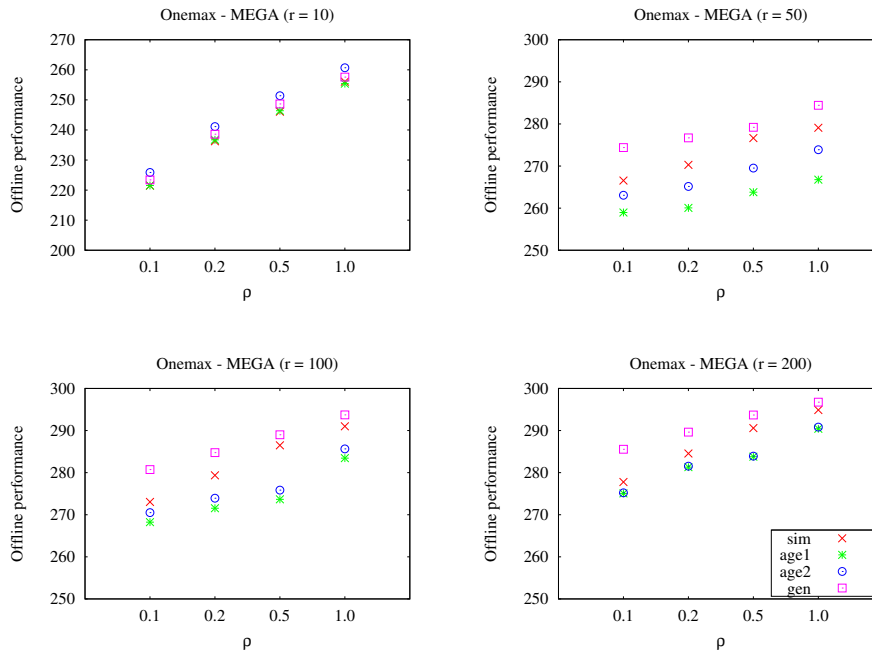 Onemax - MEGA (r = 10)
270
260
250
240
230
220
210
200
Offline performance
0.1 0.2 0.5 1.0
ρ
Onemax - MEGA (r = 50)
300
290
280
270
260
250
Offline performance
0.1 0.2 0.5 1.0
ρ
Onemax - MEGA (r = 100)
300
290
280
270
260
250
Offline performance
0.1 0.2 0.5 1.0
ρ
Onemax - MEGA (r = 200)
300
290
280
270
260
250
Offline performance
0.1 0.2 0.5 1.0
ρ
sim
age1
age2
gen